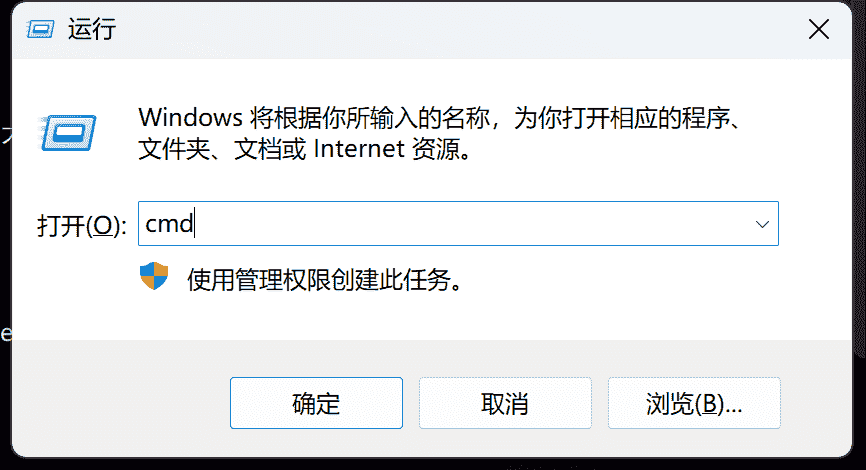 运行
Windows 将根据你所输入的名称，为你打开相应的程序、
文件夹、文档或 Internet 资源。
打开(O): cmd
使用管理权限创建此任务。
确定 取消 浏览(B)...